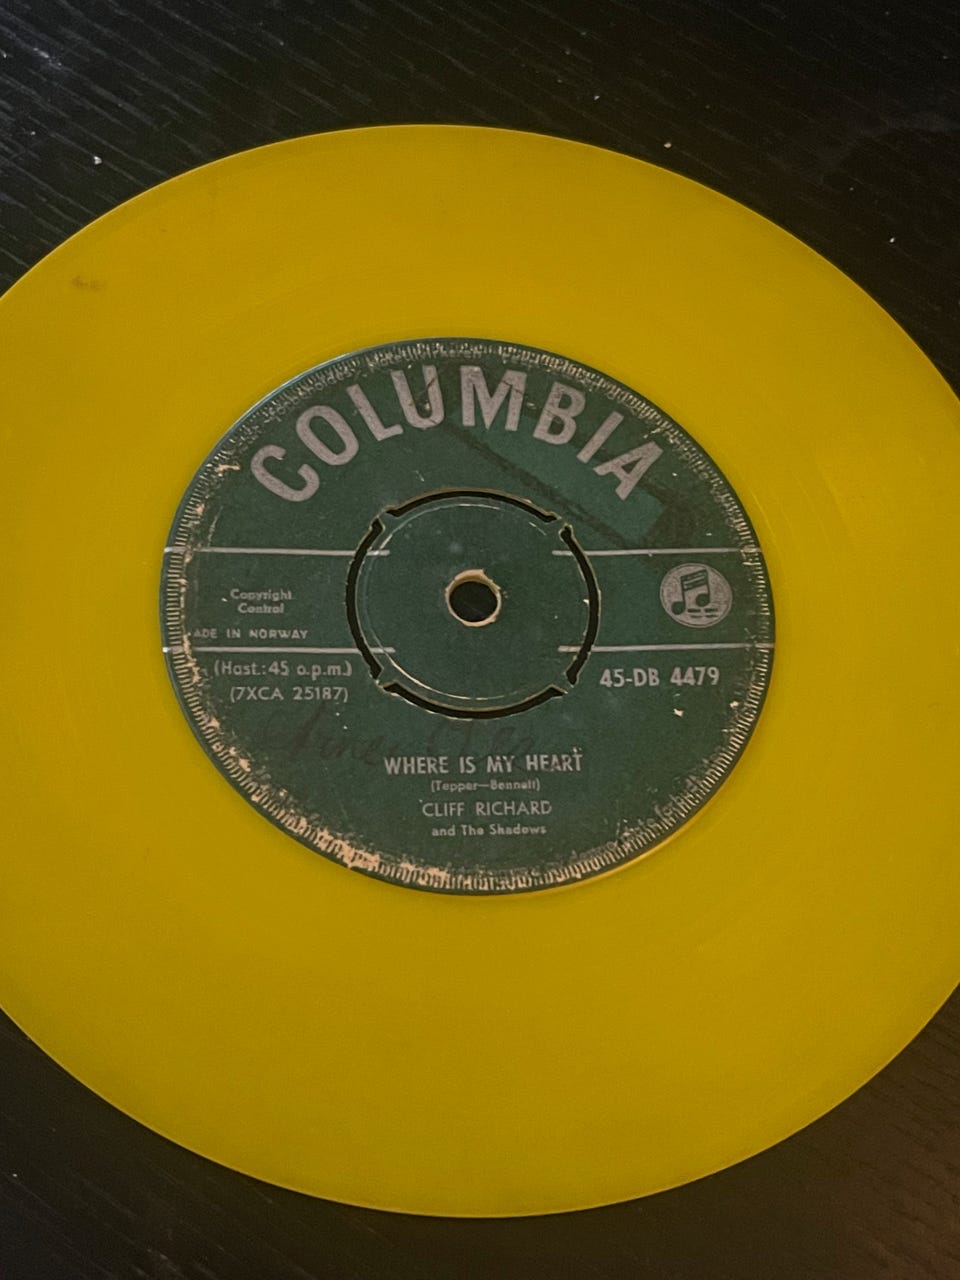 COLUMBIA
Copyright
Control
ADE IN NORWAY
(Hast.: 45 o.p.m.)
(7XCA 25187)
45-DB 4479
WHERE IS MY HEART
(Tepper—Bennett)
CLIFF RICHARD
and The Shadows